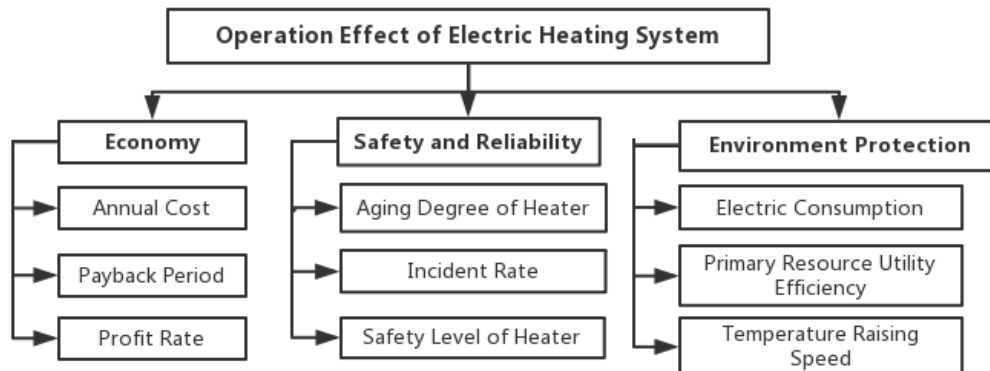 Operation Effect of Electric Heating System
Economy
Annual Cost
Payback Period
Profit Rate
Safety and Reliability
Aging Degree of Heater
Incident Rate
Safety Level of Heater
Environment Protection
Electric Consumption
Primary Resource Utility
Efficiency
Temperature Raising
Speed